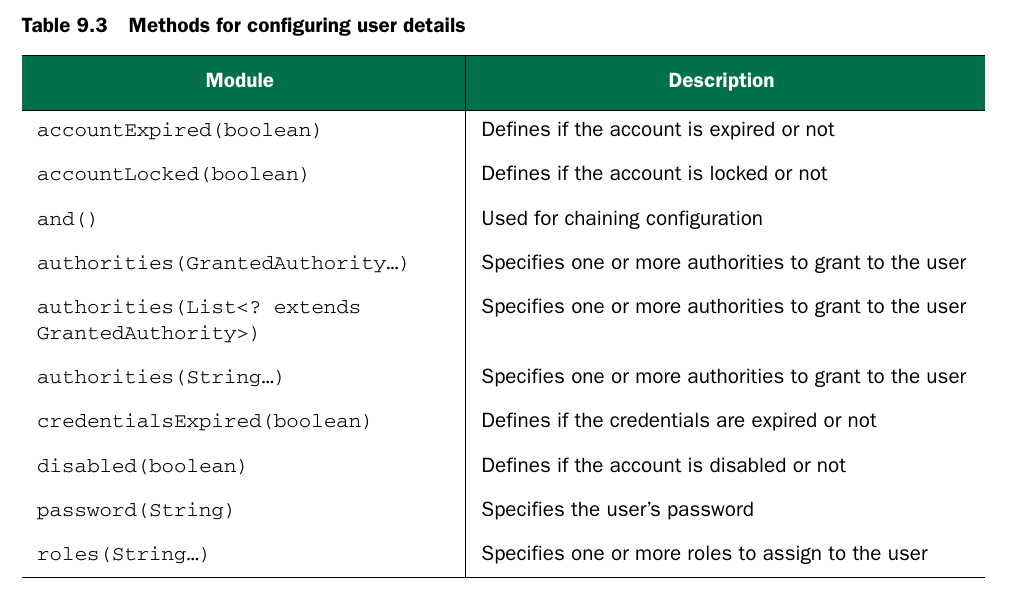 Table 9.3 Methods for configuring user details
Module Description
accountExpired(boolean) Defines if the account is expired or not
accountLocked(boolean) Defines if the account is locked or not
and() Used for chaining configuration
authorities(GrantedAuthority…) Specifies one or more authorities to grant to the user
authorities(List<? extends Specifies one or more authorities to grant to the user
GrantedAuthority>)
authorities(String…) Specifies one or more authorities to grant to the user
credentialsExpired(boolean) Defines if the credentials are expired or not
disabled(boolean) Defines if the account is disabled or not
password(String) Specifies the user’s password
roles(String…) Specifies one or more roles to assign to the user